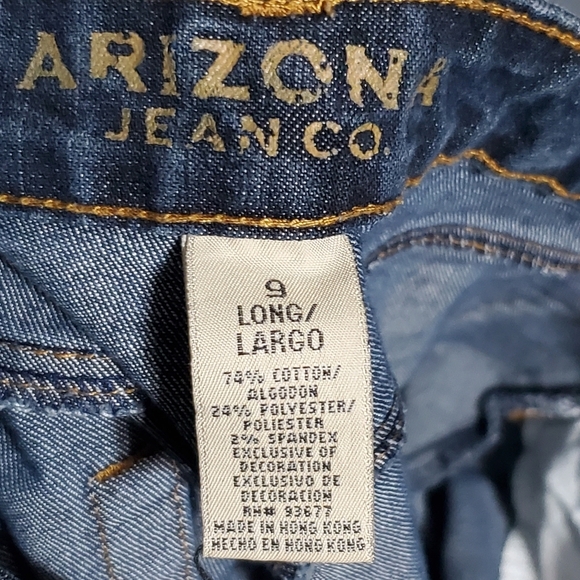 ARIZONA
JEAN CO.
9
LONG/
LARGO
74% COTTON/
ALGODON
24% POLYESTER/
POLIESTER
2% SPANDEX
EXCLUSIVE OF
DECORATION
EXCLUSIVO DE
DECORACION
RN# 93677
MADE IN HONG KONG
HECHO EN HONG KONG